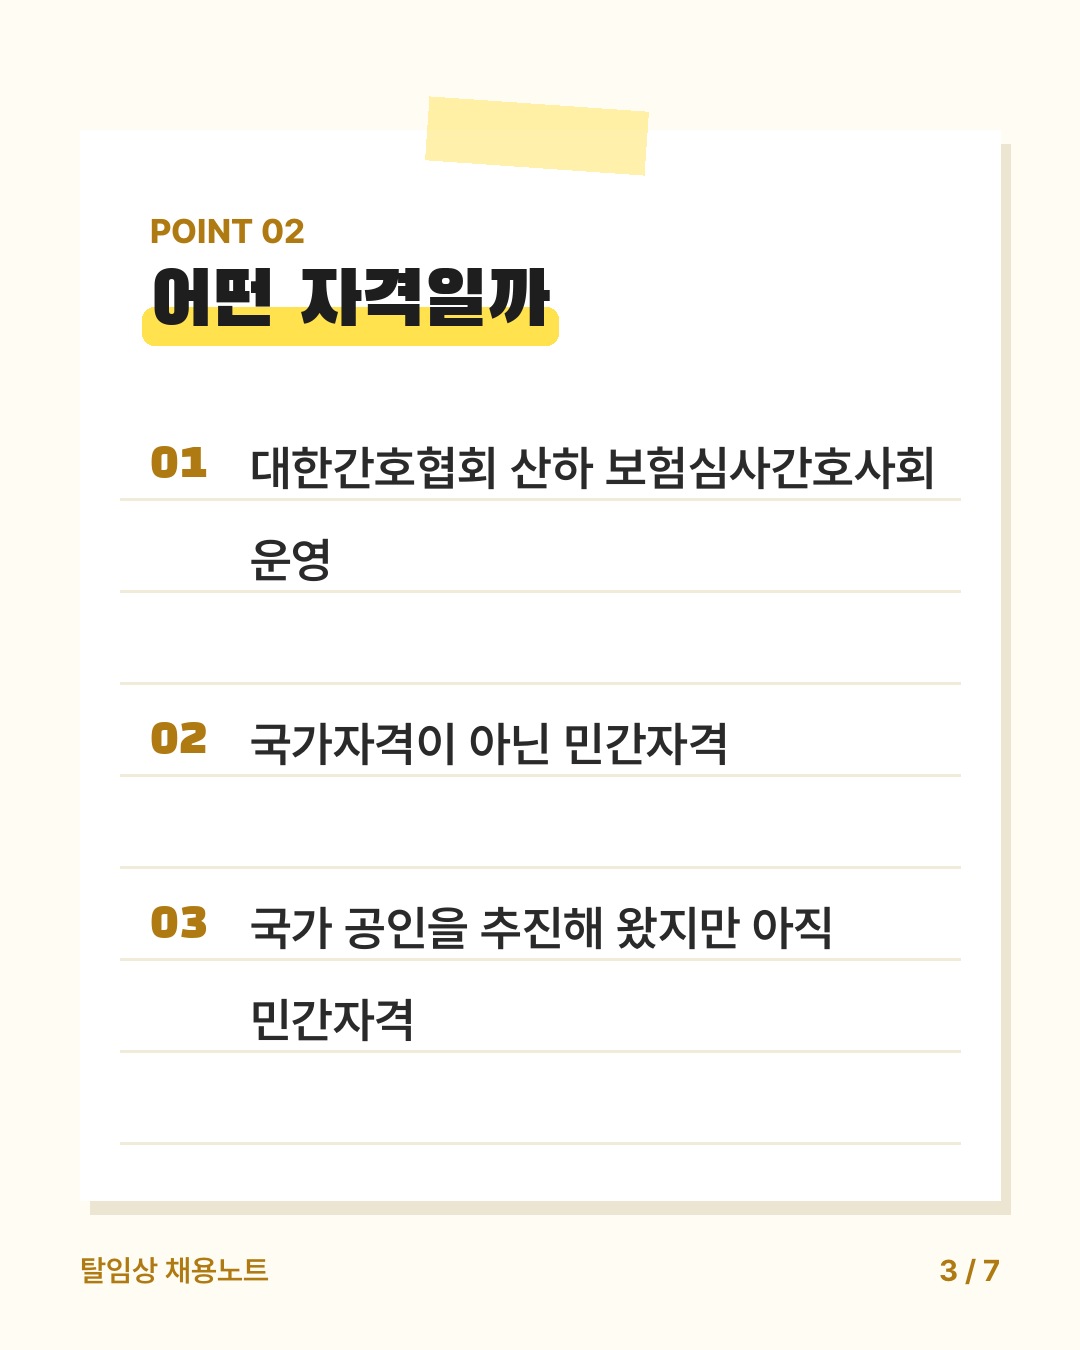 POINT 02
어떤 자격일까
01 대한간호협회 산하 보험심사간호사회
운영
02 국가자격이 아닌 민간자격
03 국가 공인을 추진해 왔지만 아직
민간자격
탈임상 채용노트
3 / 7